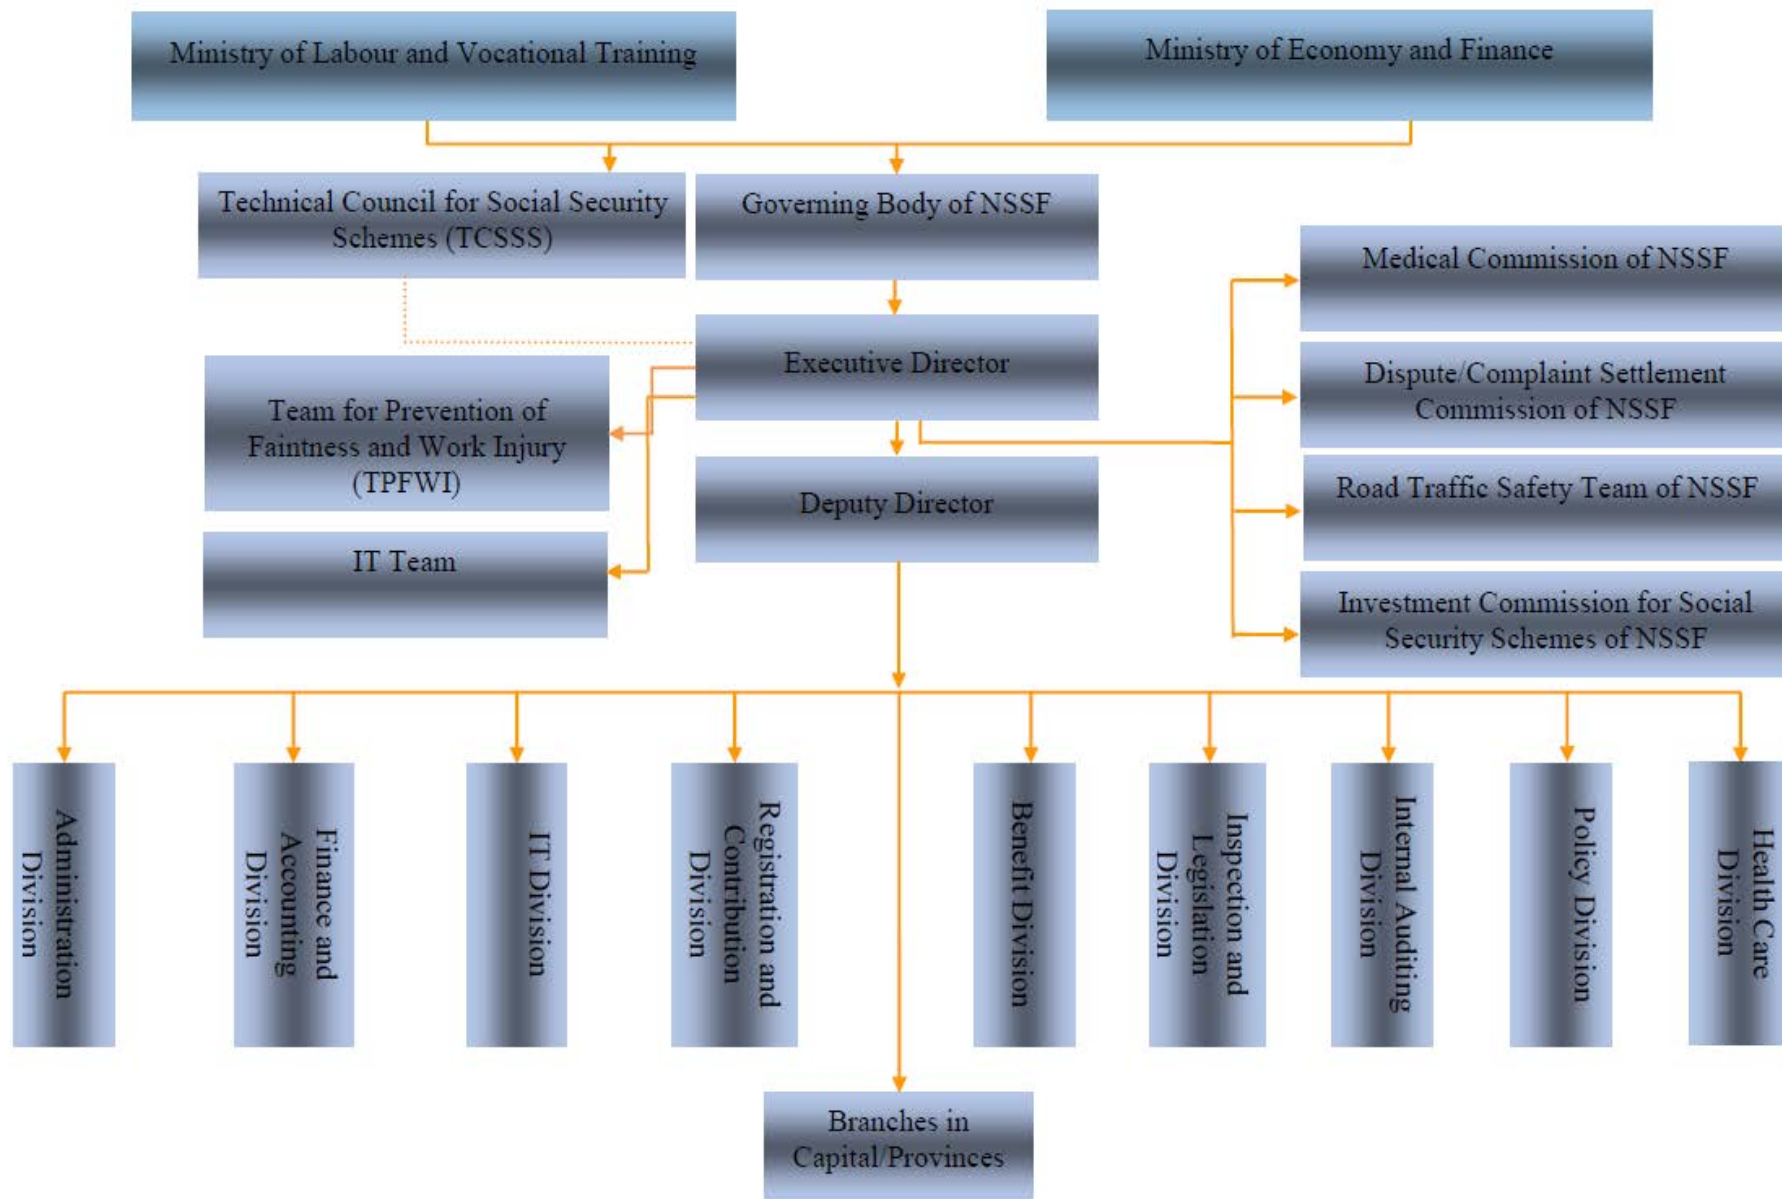 Ministry of Labour and Vocational Training
Ministry of Economy and Finance
Technical Council for Social Security
Schemes (TCSSS)
Governing Body of NSSF
Medical Commission of NSSF
Executive Director
Dispute/Complaint Settlement
Commission of NSSF
Team for Prevention of
Faintness and Work Injury
(TPFWI)
Deputy Director
Road Traffic Safety Team of NSSF
IT Team
Investment Commission for Social
Security Schemes of NSSF
Administration
Division
Finance and
Accounting
Division
IT Division
Registration and
Contribution
Division
Benefit Division
Inspection and
Legislation
Division
Internal Auditing
Division
Policy Division
Health Care
Division
Branches in
Capital/Provinces